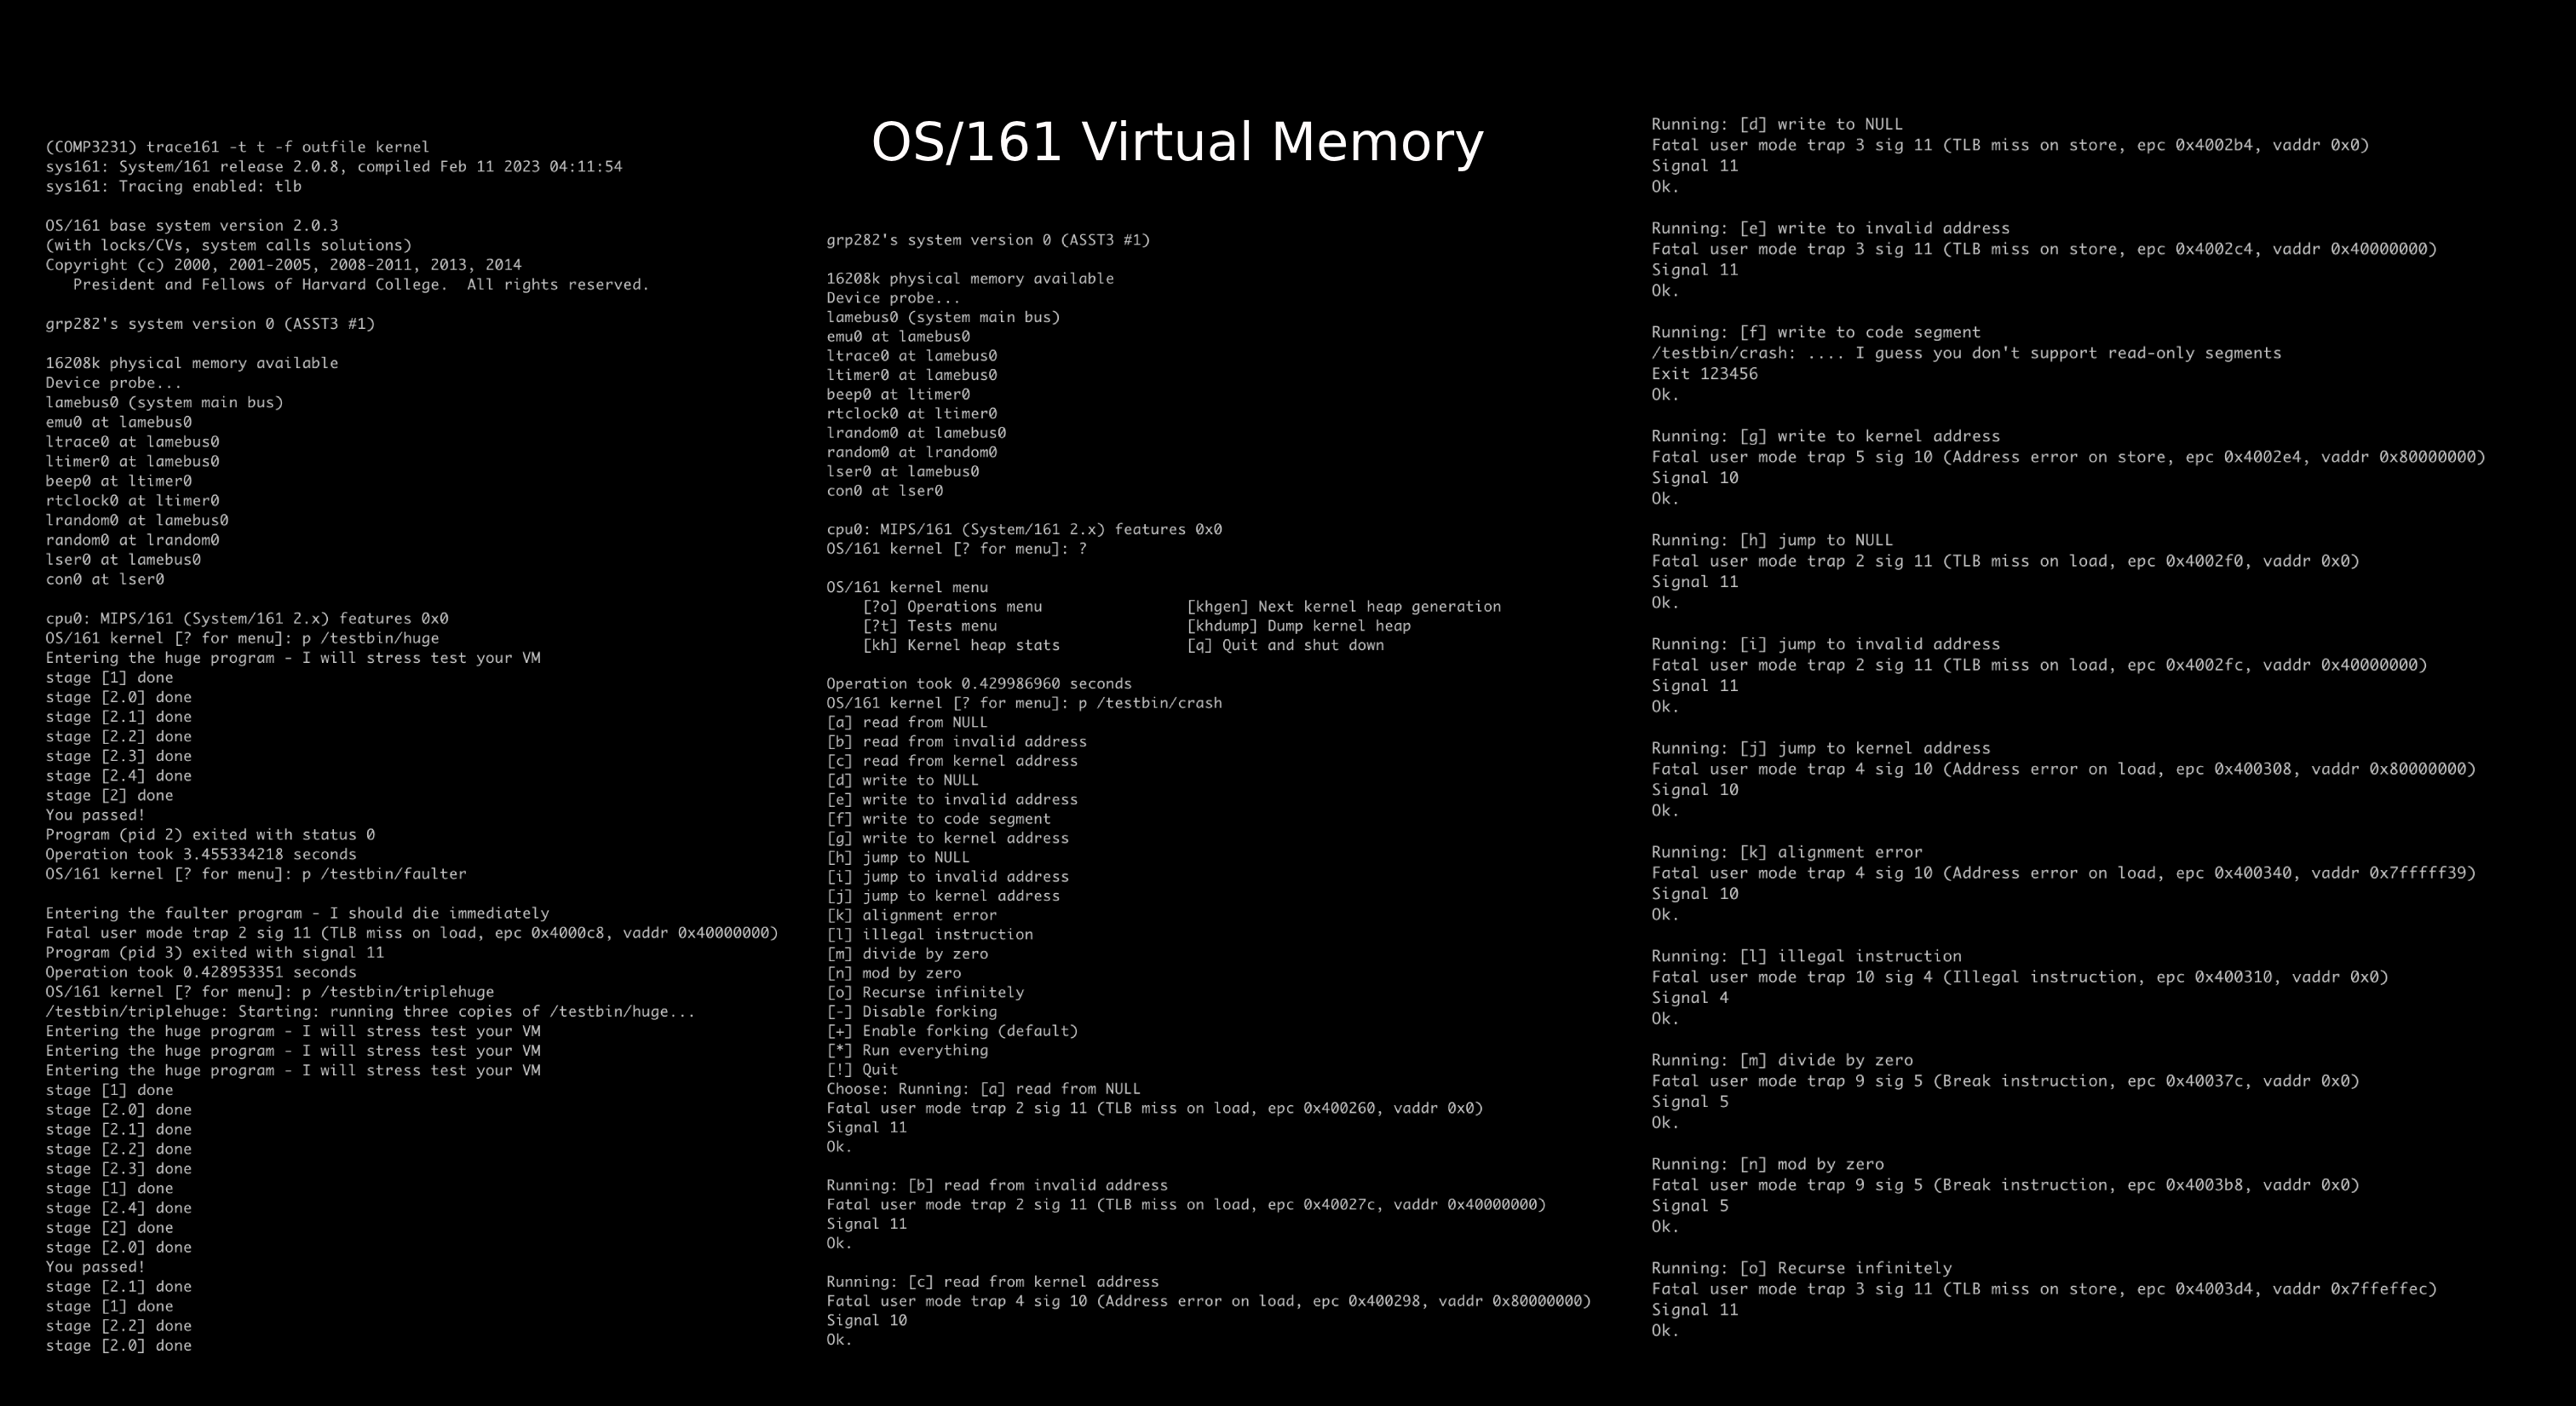 OS/161 Virtual Memory
(COMP3231) trace161 -t t -f outfile kernel
sys161: System/161 release 2.0.8, compiled Feb 11 2023 04:11:54
sys161: Tracing enabled: tlb
OS/161 base system version 2.0.3
(with locks/CVs, system calls solutions)
Copyright (c) 2000, 2001-2005, 2008-2011, 2013, 2014
   President and Fellows of Harvard College.  All rights reserved.
grp282's system version 0 (ASST3 #1)
16208k physical memory available
Device probe...
lamebus0 (system main bus)
emu0 at lamebus0
ltrace0 at lamebus0
ltimer0 at lamebus0
beep0 at ltimer0
rtclock0 at ltimer0
lrandom0 at lamebus0
random0 at lrandom0
lser0 at lamebus0
con0 at lser0
cpu0: MIPS/161 (System/161 2.x) features 0x0
OS/161 kernel [? for menu]: p /testbin/huge
Entering the huge program - I will stress test your VM
stage [1] done
stage [2.0] done
stage [2.1] done
stage [2.2] done
stage [2.3] done
stage [2.4] done
stage [2] done
You passed!
Program (pid 2) exited with status 0
Operation took 3.455334218 seconds
OS/161 kernel [? for menu]: p /testbin/faulter
Entering the faulter program - I should die immediately
Fatal user mode trap 2 sig 11 (TLB miss on load, epc 0x4000c8, vaddr 0x40000000)
Program (pid 3) exited with signal 11
Operation took 0.428953351 seconds
OS/161 kernel [? for menu]: p /testbin/triplehuge
/testbin/triplehuge: Starting: running three copies of /testbin/huge...
Entering the huge program - I will stress test your VM
Entering the huge program - I will stress test your VM
Entering the huge program - I will stress test your VM
stage [1] done
stage [2.0] done
stage [2.1] done
stage [2.2] done
stage [2.3] done
stage [1] done
stage [2.4] done
stage [2] done
stage [2.0] done
You passed!
stage [2.1] done
stage [1] done
stage [2.2] done
stage [2.0] done
grp282's system version 0 (ASST3 #1)
16208k physical memory available
Device probe...
lamebus0 (system main bus)
emu0 at lamebus0
ltrace0 at lamebus0
ltimer0 at lamebus0
beep0 at ltimer0
rtclock0 at ltimer0
lrandom0 at lamebus0
random0 at lrandom0
lser0 at lamebus0
con0 at lser0
cpu0: MIPS/161 (System/161 2.x) features 0x0
OS/161 kernel [? for menu]: ?
OS/161 kernel menu
    [?o] Operations menu                [khgen] Next kernel heap generation
    [?t] Tests menu                     [khdump] Dump kernel heap
    [kh] Kernel heap stats              [q] Quit and shut down
Operation took 0.429986960 seconds
OS/161 kernel [? for menu]: p /testbin/crash
[a] read from NULL
[b] read from invalid address
[c] read from kernel address
[d] write to NULL
[e] write to invalid address
[f] write to code segment
[g] write to kernel address
[h] jump to NULL
[i] jump to invalid address
[j] jump to kernel address
[k] alignment error
[l] illegal instruction
[m] divide by zero
[n] mod by zero
[o] Recurse infinitely
[-] Disable forking
[+] Enable forking (default)
[*] Run everything
[!] Quit
Choose: Running: [a] read from NULL
Fatal user mode trap 2 sig 11 (TLB miss on load, epc 0x400260, vaddr 0x0)
Signal 11
Ok.
Running: [b] read from invalid address
Fatal user mode trap 2 sig 11 (TLB miss on load, epc 0x40027c, vaddr 0x40000000)
Signal 11
Ok.
Running: [c] read from kernel address
Fatal user mode trap 4 sig 10 (Address error on load, epc 0x400298, vaddr 0x80000000)
Signal 10
Ok.
Running: [d] write to NULL
Fatal user mode trap 3 sig 11 (TLB miss on store, epc 0x4002b4, vaddr 0x0)
Signal 11
Ok.
Running: [e] write to invalid address
Fatal user mode trap 3 sig 11 (TLB miss on store, epc 0x4002c4, vaddr 0x40000000)
Signal 11
Ok.
Running: [f] write to code segment
/testbin/crash: .... I guess you don't support read-only segments
Exit 123456
Ok.
Running: [g] write to kernel address
Fatal user mode trap 5 sig 10 (Address error on store, epc 0x4002e4, vaddr 0x80000000)
Signal 10
Ok.
Running: [h] jump to NULL
Fatal user mode trap 2 sig 11 (TLB miss on load, epc 0x4002f0, vaddr 0x0)
Signal 11
Ok.
Running: [i] jump to invalid address
Fatal user mode trap 2 sig 11 (TLB miss on load, epc 0x4002fc, vaddr 0x40000000)
Signal 11
Ok.
Running: [j] jump to kernel address
Fatal user mode trap 4 sig 10 (Address error on load, epc 0x400308, vaddr 0x80000000)
Signal 10
Ok.
Running: [k] alignment error
Fatal user mode trap 4 sig 10 (Address error on load, epc 0x400340, vaddr 0x7fffff39)
Signal 10
Ok.
Running: [l] illegal instruction
Fatal user mode trap 10 sig 4 (Illegal instruction, epc 0x400310, vaddr 0x0)
Signal 4
Ok.
Running: [m] divide by zero
Fatal user mode trap 9 sig 5 (Break instruction, epc 0x40037c, vaddr 0x0)
Signal 5
Ok.
Running: [n] mod by zero
Fatal user mode trap 9 sig 5 (Break instruction, epc 0x4003b8, vaddr 0x0)
Signal 5
Ok.
Running: [o] Recurse infinitely
Fatal user mode trap 3 sig 11 (TLB miss on store, epc 0x4003d4, vaddr 0x7ffeffec)
Signal 11
Ok.